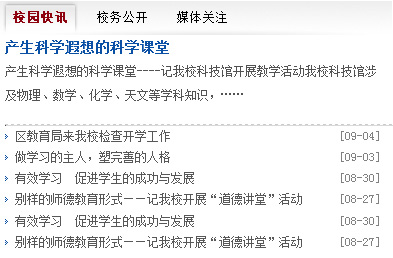 校园快讯 校务公开 媒体关注
产生科学遐想的科学课堂
产生科学遐想的科学课堂----记我校科技馆开展教学活动我校科技馆涉
及物理、数学、化学、天文等学科知识，······
区教育局来我校检查开学工作 [09-04]
做学习的主人，塑完善的人格 [09-03]
有效学习　促进学生的成功与发展 [08-30]
别样的师德教育形式——记我校开展“道德讲堂”活动 [08-27]
有效学习　促进学生的成功与发展 [08-30]
别样的师德教育形式——记我校开展“道德讲堂”活动 [08-27]